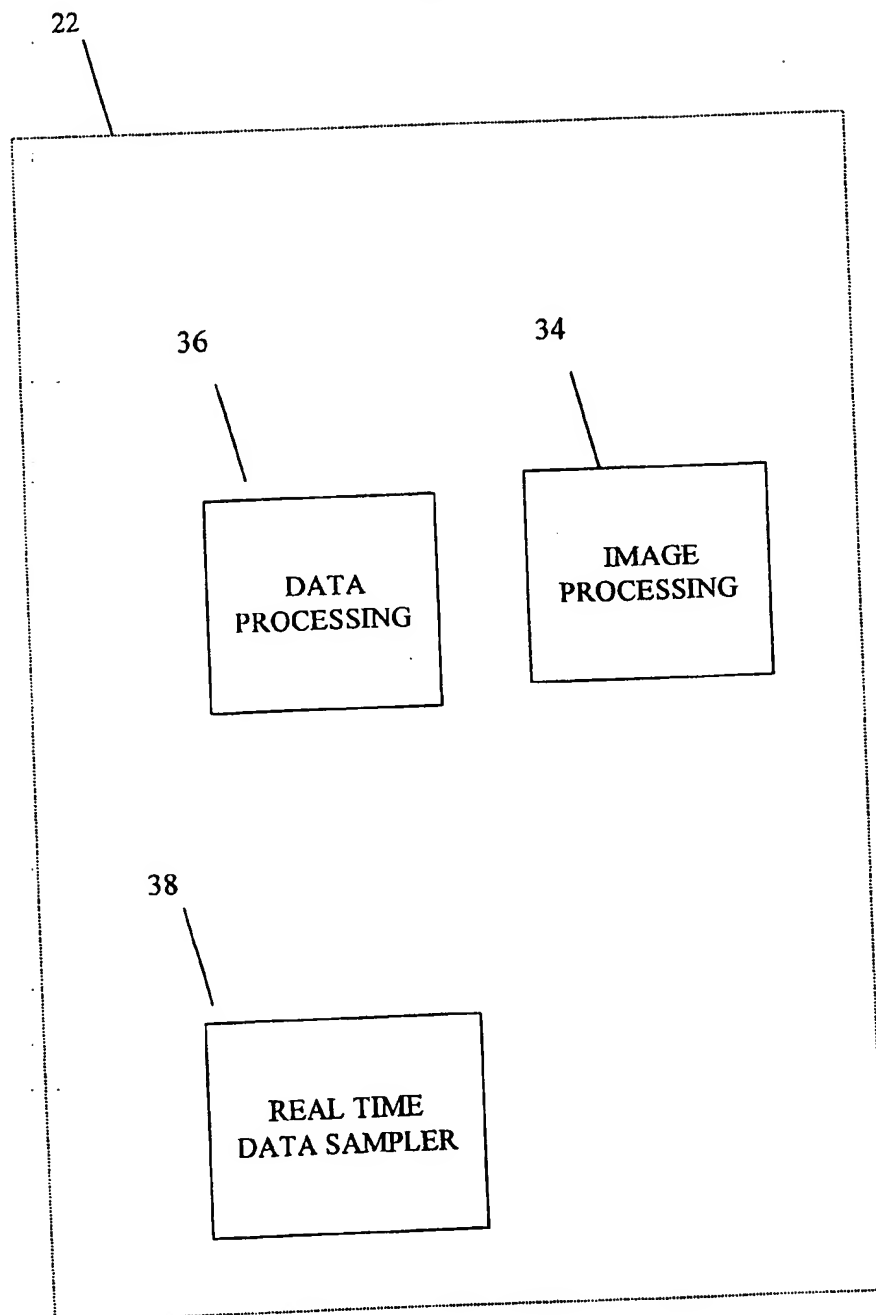 22
36
34
DATA
PROCESSING
IMAGE
PROCESSING
38
REAL TIME
DATA SAMPLER